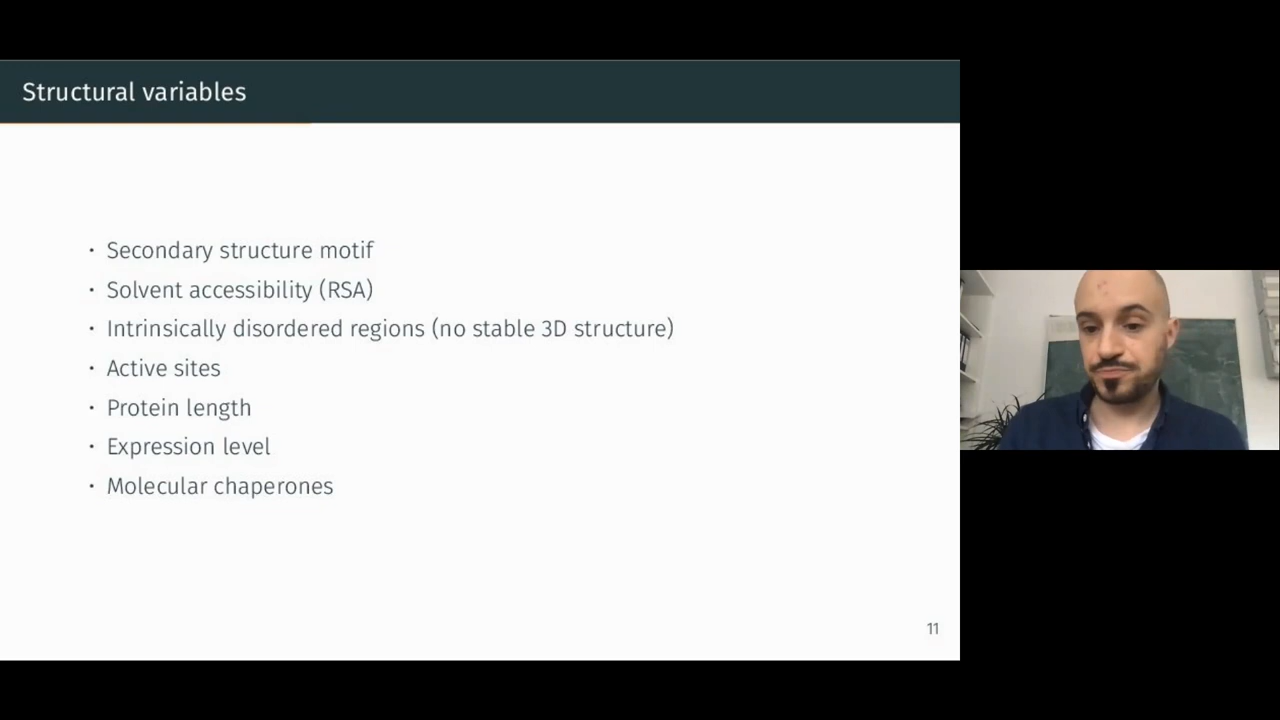 Structural variables
· Secondary structure motif
· Solvent accessibility (RSA)
· Intrinsically disordered regions (no stable 3D structure)
· Active sites
· Protein length
· Expression level
· Molecular chaperones
11